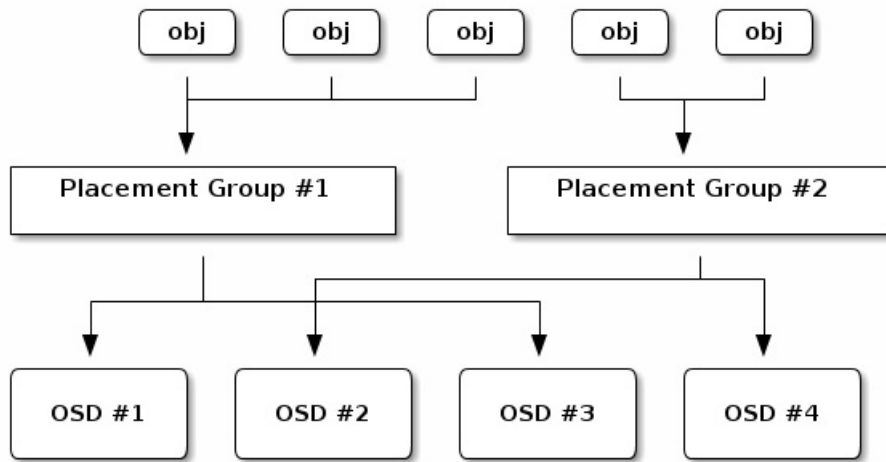 obj
obj
obj
obj
obj
Placement Group #1
Placement Group #2
OSD #1
OSD #2
OSD #3
OSD #4